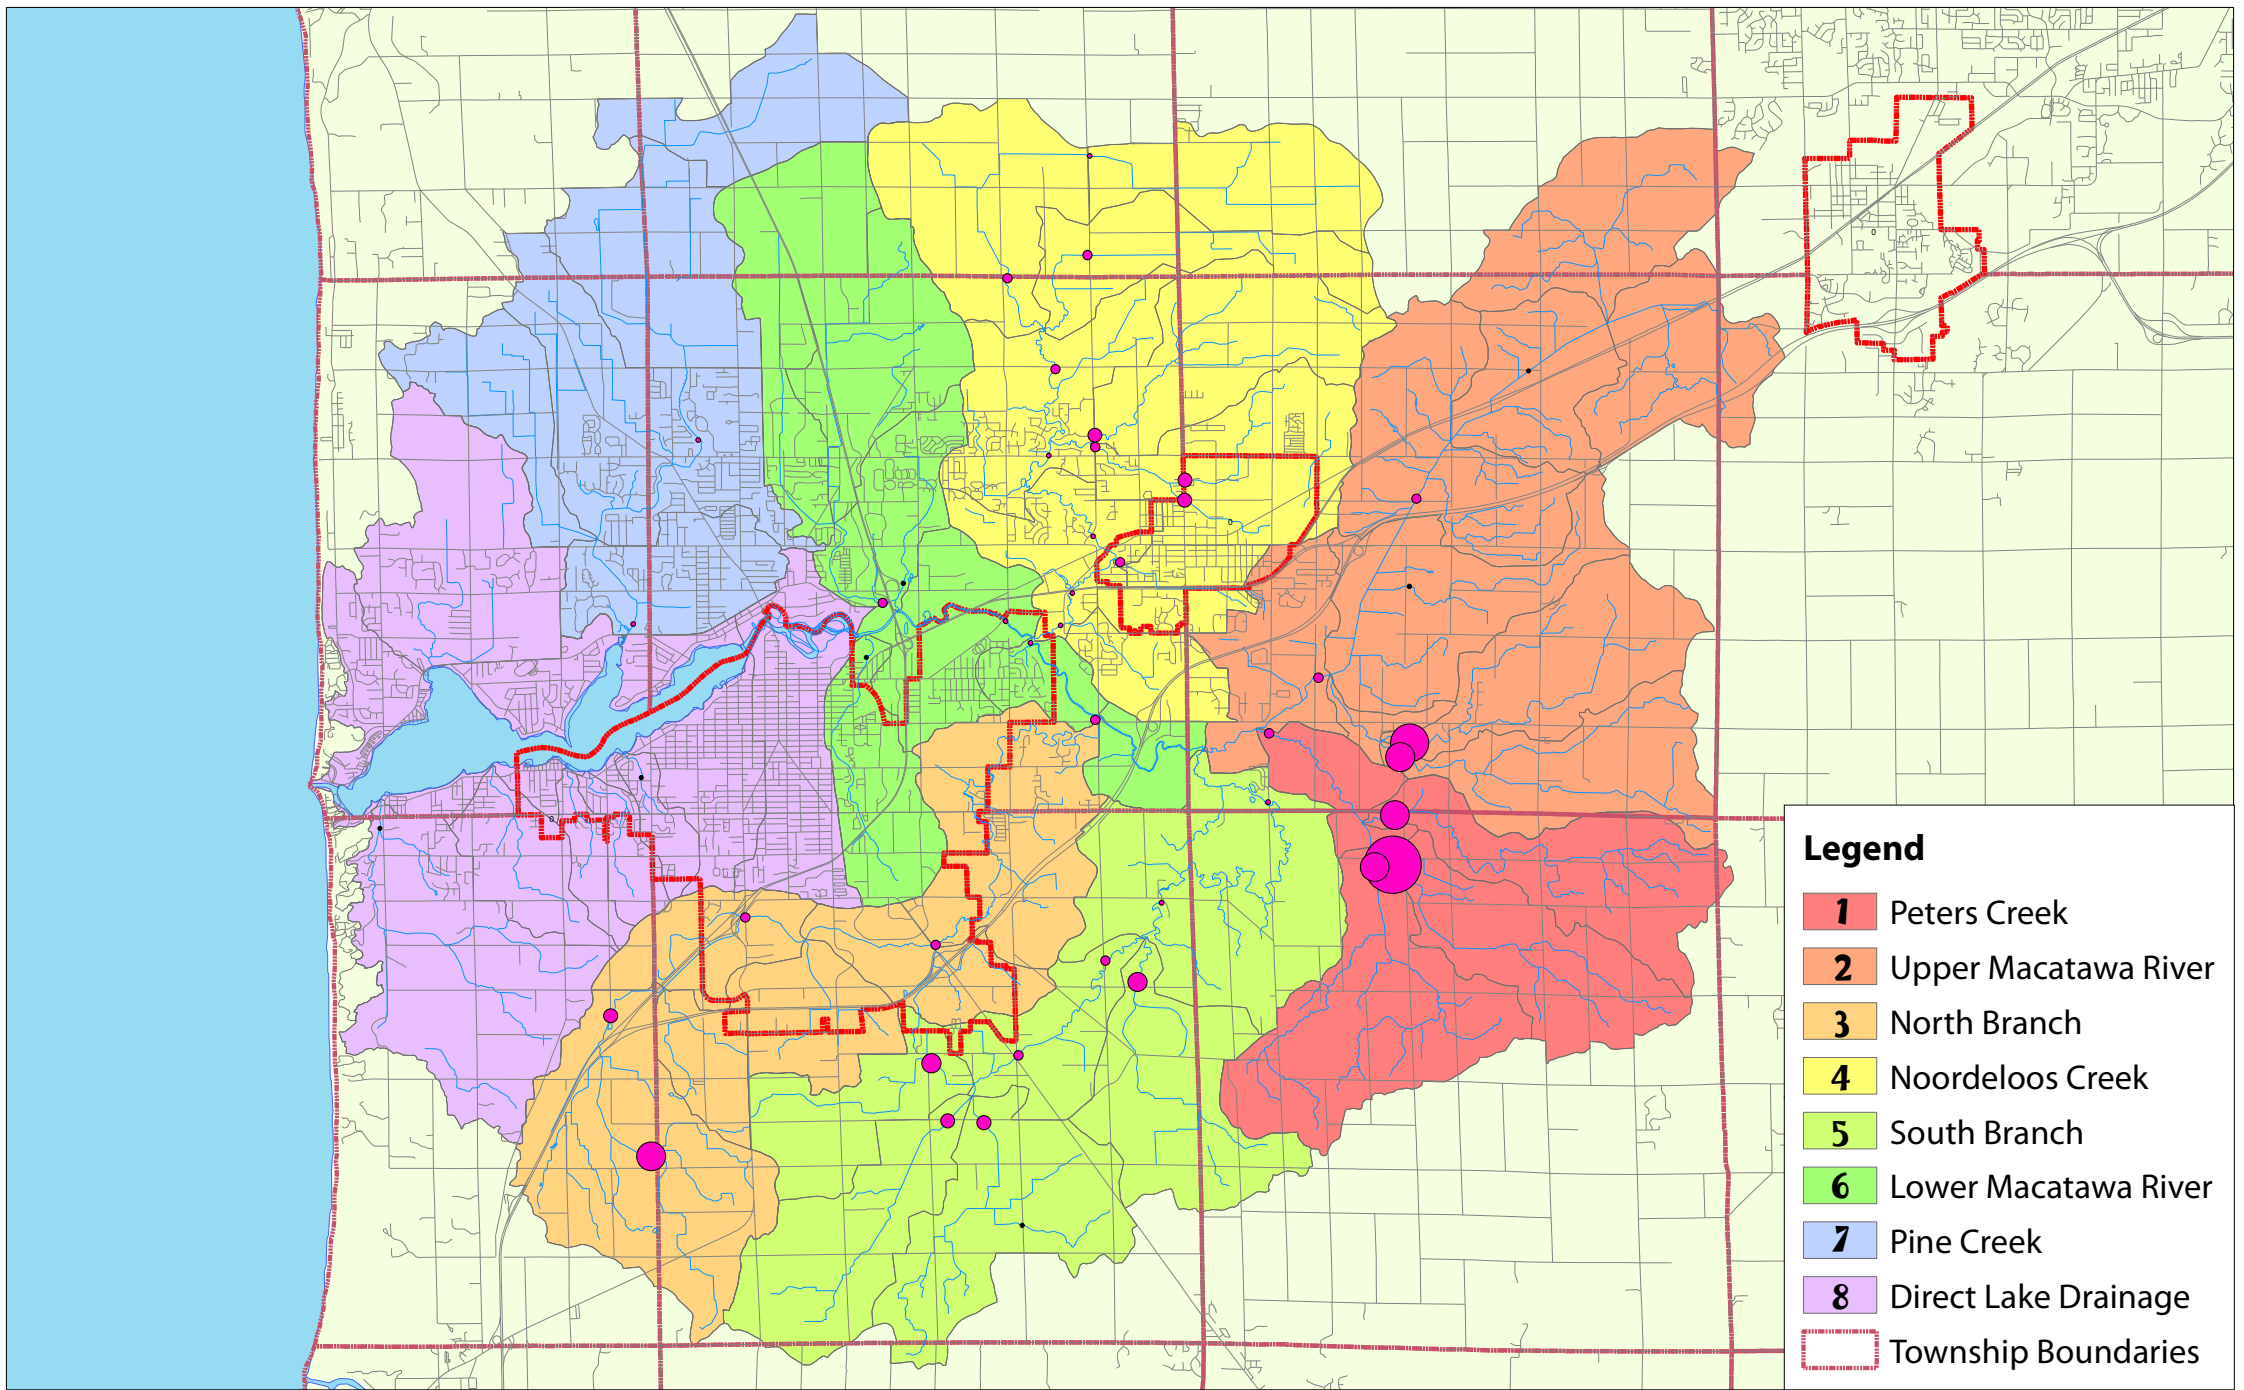 Legend
1 Peters Creek
2 Upper Macatawa River
3 North Branch
4 Noordeloos Creek
5 South Branch
6 Lower Macatawa River
7 Pine Creek
8 Direct Lake Drainage
Township Boundaries